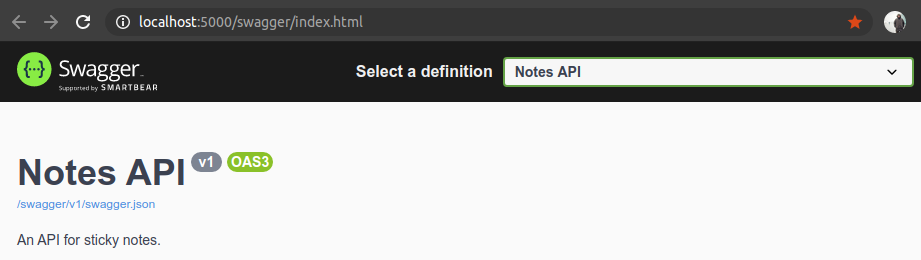 localhost:5000/swagger/index.html
Swagger
Supported by SMARTBEAR
Select a definition
Notes API
Notes API v1 OAS3
/swagger/v1/swagger.json
An API for sticky notes.